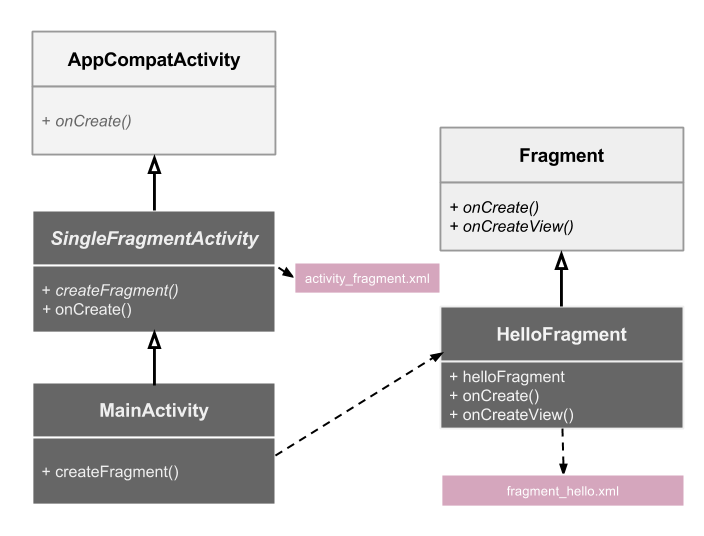 AppCompatActivity
+ onCreate()
SingleFragmentActivity
+ createFragment()
+ onCreate()
MainActivity
+ createFragment()
activity_fragment.xml
Fragment
+ onCreate()
+ onCreateView()
HelloFragment
+ helloFragment
+ onCreate()
+ onCreateView()
fragment_hello.xml